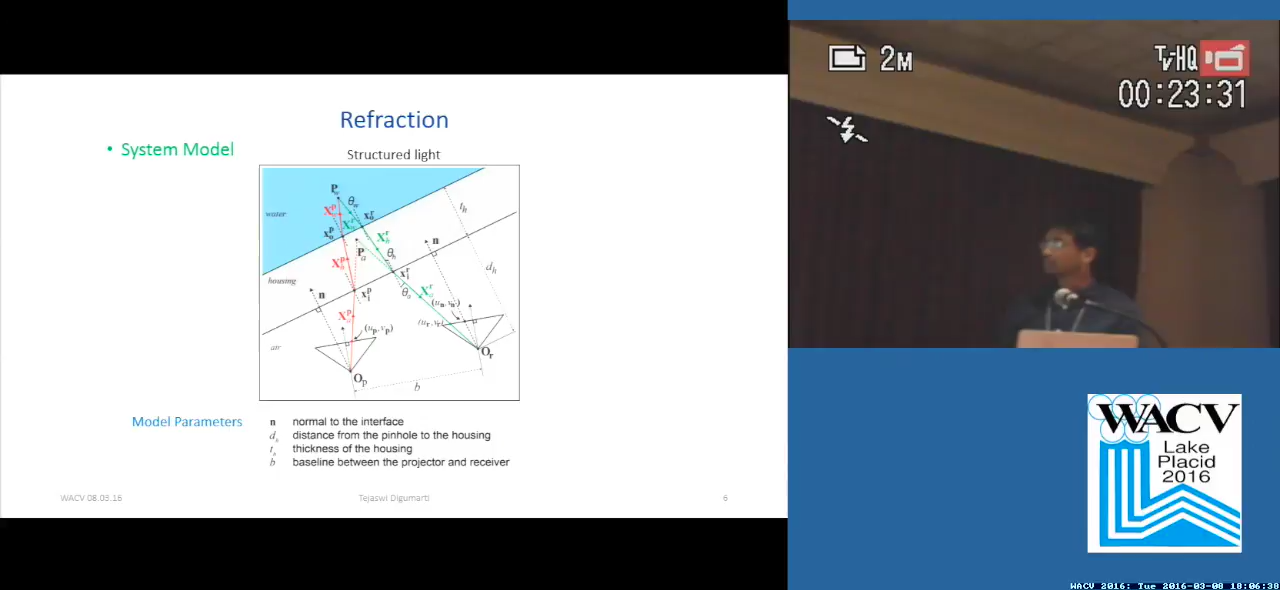 Refraction
• System Model
Structured light
water
housing
air
n
n
b
Model Parameters
n normal to the interface
distance from the pinhole to the housing
thickness of the housing
b baseline between the projector and receiver
WACV 08.03.16
Tejaswi Digumarti
6
2M
Tv-HQ
00:23:31
WACV
Lake
Placid
2016
WACV 2016: Tue 2016-03-08 18:06:38